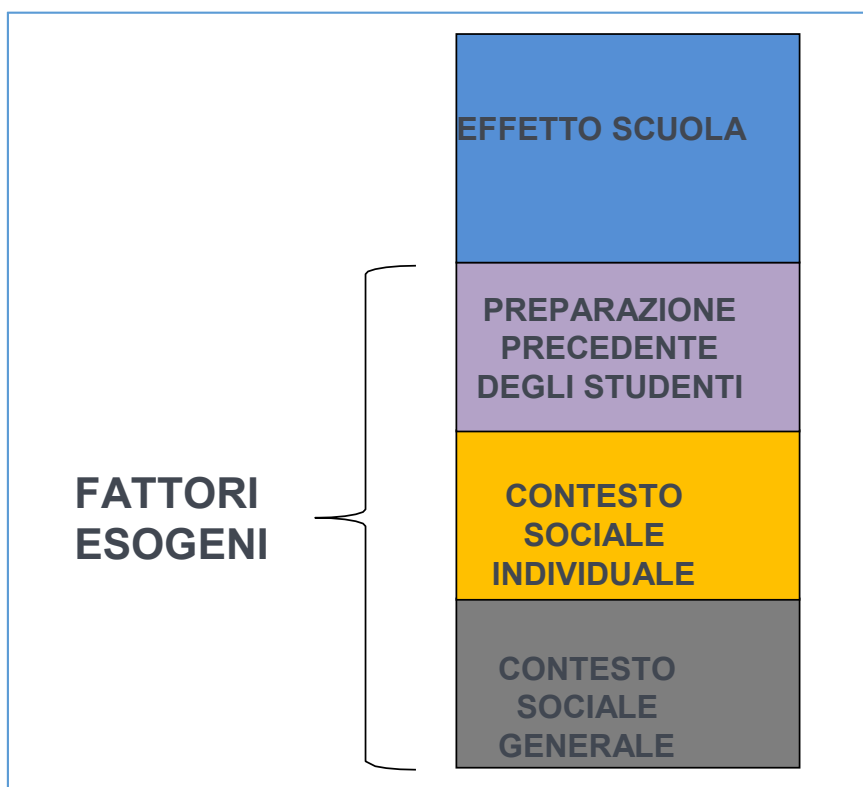 EFFETTO SCUOLA
PREPARAZIONE
PRECEDENTE
DEGLI STUDENTI
FATTORI
ESOGENI
CONTESTO
SOCIALE
INDIVIDUALE
CONTESTO
SOCIALE
GENERALE